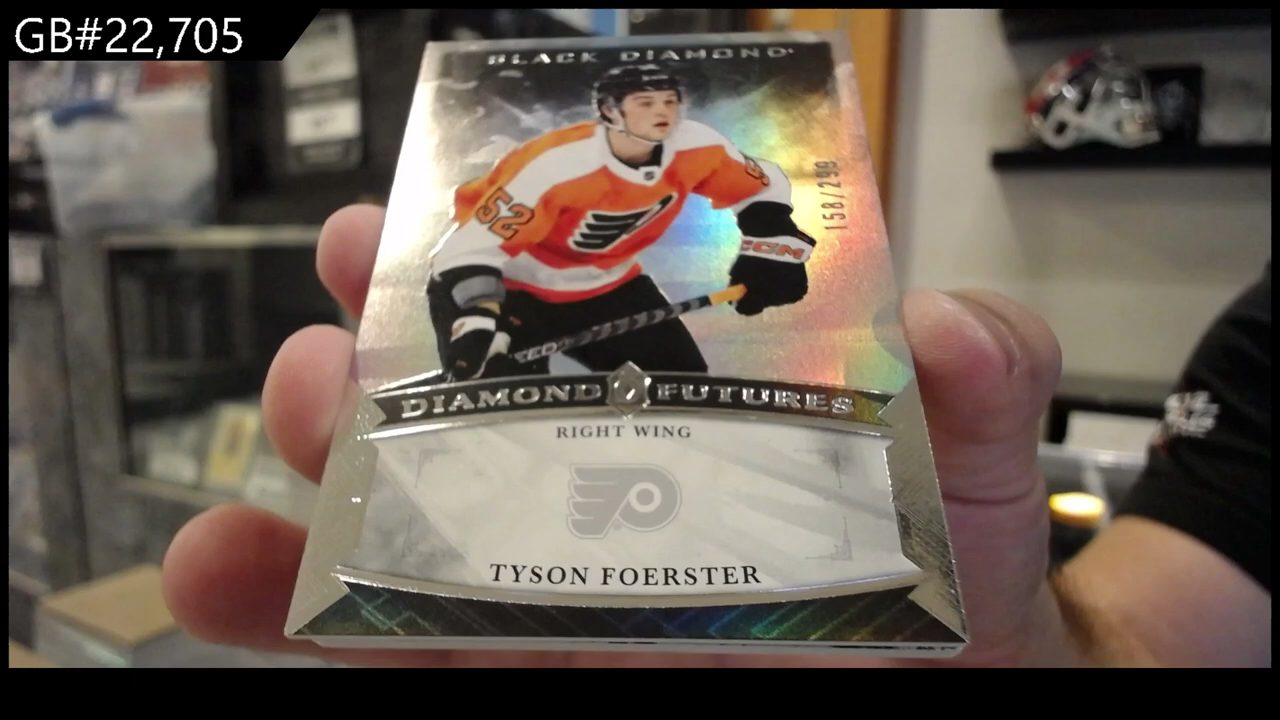 GB#22,705
BLACK DIAMOND
52
158/299
CCM
DIAMOND FUTURES
RIGHT WING
TYSON FOERSTER